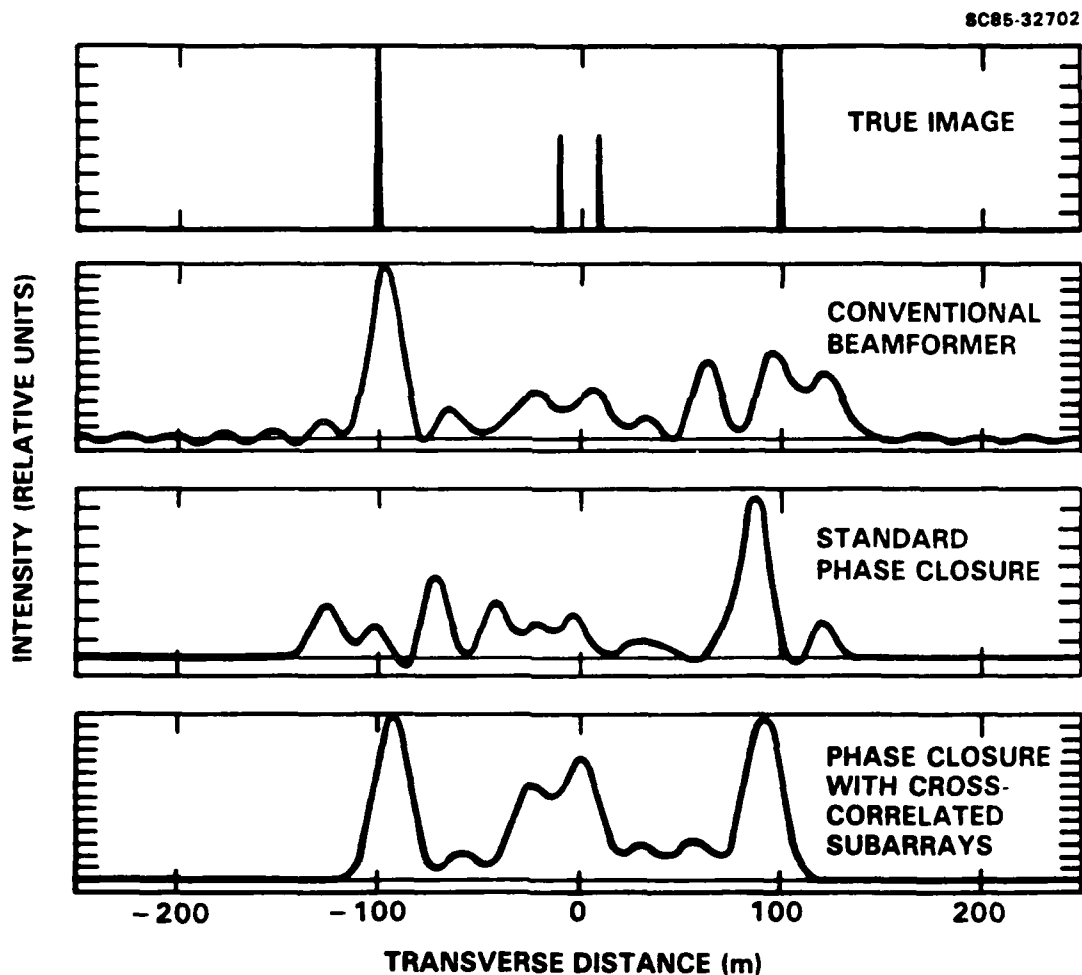 SC85-32702
TRUE IMAGE
CONVENTIONAL
BEAMFORMER
STANDARD
PHASE CLOSURE
PHASE CLOSURE
WITH CROSS-
CORRELATED
SUBARRAYS
INTENSITY (RELATIVE UNITS)
-200 -100 0 100 200
TRANSVERSE DISTANCE (m)